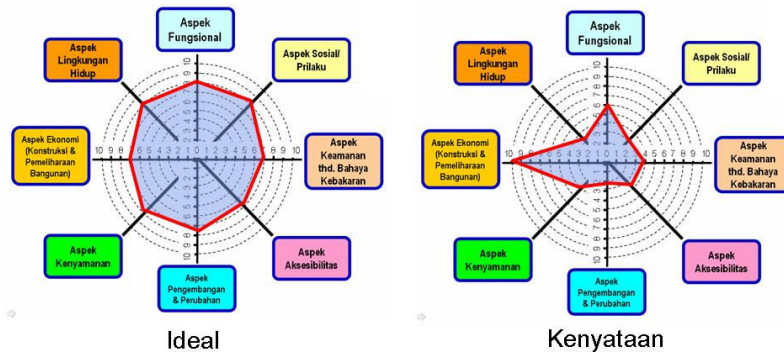 Aspek
Fungsional
Aspek
Lingkungan
Hidup
Aspek Sosial/
Prilaku
Aspek Ekonomi
(Konstruksi &
Pemeliharaan
Bangunan)
Aspek
Keamanan
thd. Bahaya
Kebakaran
Aspek
Kenyamanan
Aspek
Pengembangan
& Perubahan
Aspek
Aksesibilitas
Ideal
Aspek
Fungsional
Aspek
Lingkungan
Hidup
Aspek Sosial/
Prilaku
Aspek Ekonomi
(Konstruksi &
Pemeliharaan
Bangunan)
Aspek
Keamanan
thd. Bahaya
Kebakaran
Aspek
Kenyamanan
Aspek
Pengembangan
& Perubahan
Aspek
Aksesibilitas
Kenyataan